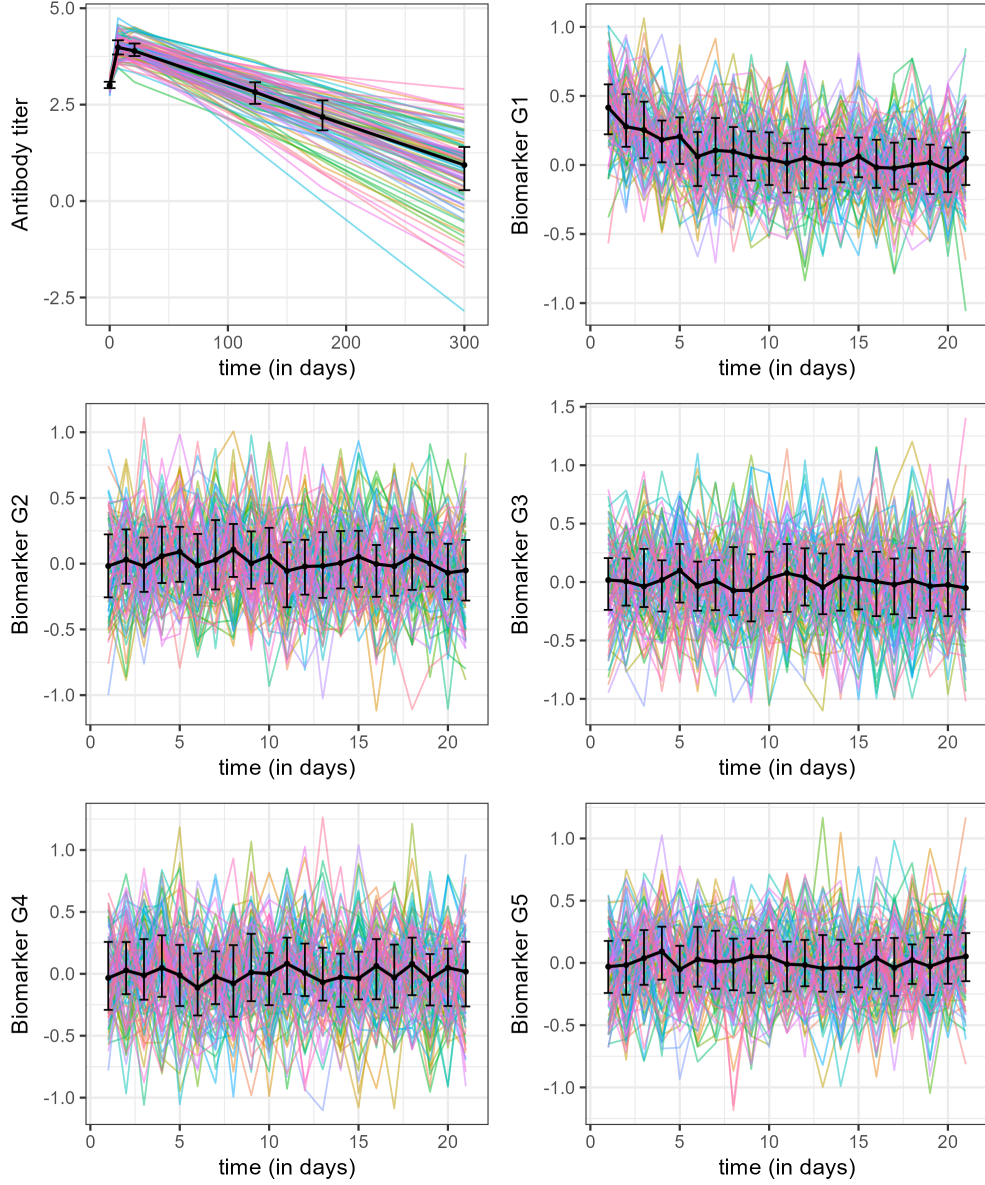 Antibody titer
5.0
2.5
0.0
-2.5
0 100 200 300
time (in days)
Biomarker G1
1.0
0.5
0.0
-0.5
-1.0
0 5 10 15 20
time (in days)
Biomarker G2
1.0
0.5
0.0
-0.5
-1.0
0 5 10 15 20
time (in days)
Biomarker G3
1.5
1.0
0.5
0.0
-0.5
-1.0
0 5 10 15 20
time (in days)
Biomarker G4
1.0
0.5
0.0
-0.5
-1.0
0 5 10 15 20
time (in days)
Biomarker G5
1.0
0.5
0.0
-0.5
-1.0
0 5 10 15 20
time (in days)